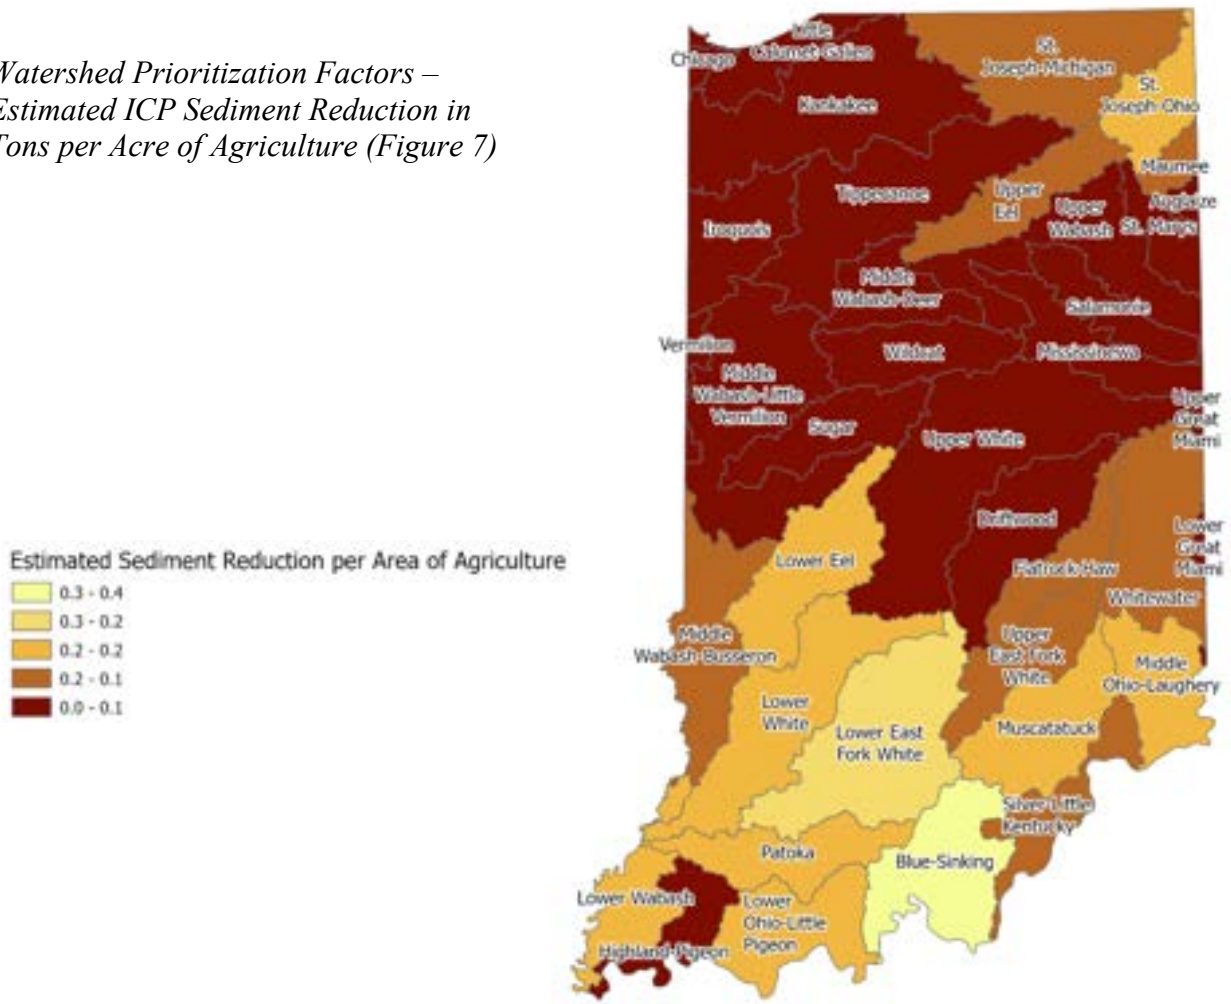 Watershed Prioritization Factors –
Estimated ICP Sediment Reduction in
Tons per Acre of Agriculture (Figure 7)
Little
Calumet-Galien
Chicago
St.
Joseph-Michigan
St.
Joseph-Ohio
Kankakee
Maumee
Tippecanoe
Upper
Eel
Upper
Wabash
Auglaize
St. Marys
Iroquois
Middle
Wabash-Deer
Salamonie
Vermilion
Wildcat
Mississinewa
Middle
Wabash-Little
Vermilion
Sugar
Upper White
Upper
Great
Miami
Driftwood
Lower
Great
Miami
Lower Eel
Flatrock-Haw
Whitewater
Estimated Sediment Reduction per Area of Agriculture
0.3 - 0.4
0.3 - 0.2
0.2 - 0.2
0.2 - 0.1
0.0 - 0.1
Middle
Wabash-Busseron
Upper
East Fork
White
Middle
Ohio-Laughery
Lower
White
Lower East
Fork White
Muscatatuck
Silver-Little
Kentucky
Patoka
Blue-Sinking
Lower Wabash
Lower
Ohio-Little
Pigeon
Highland-Pigeon